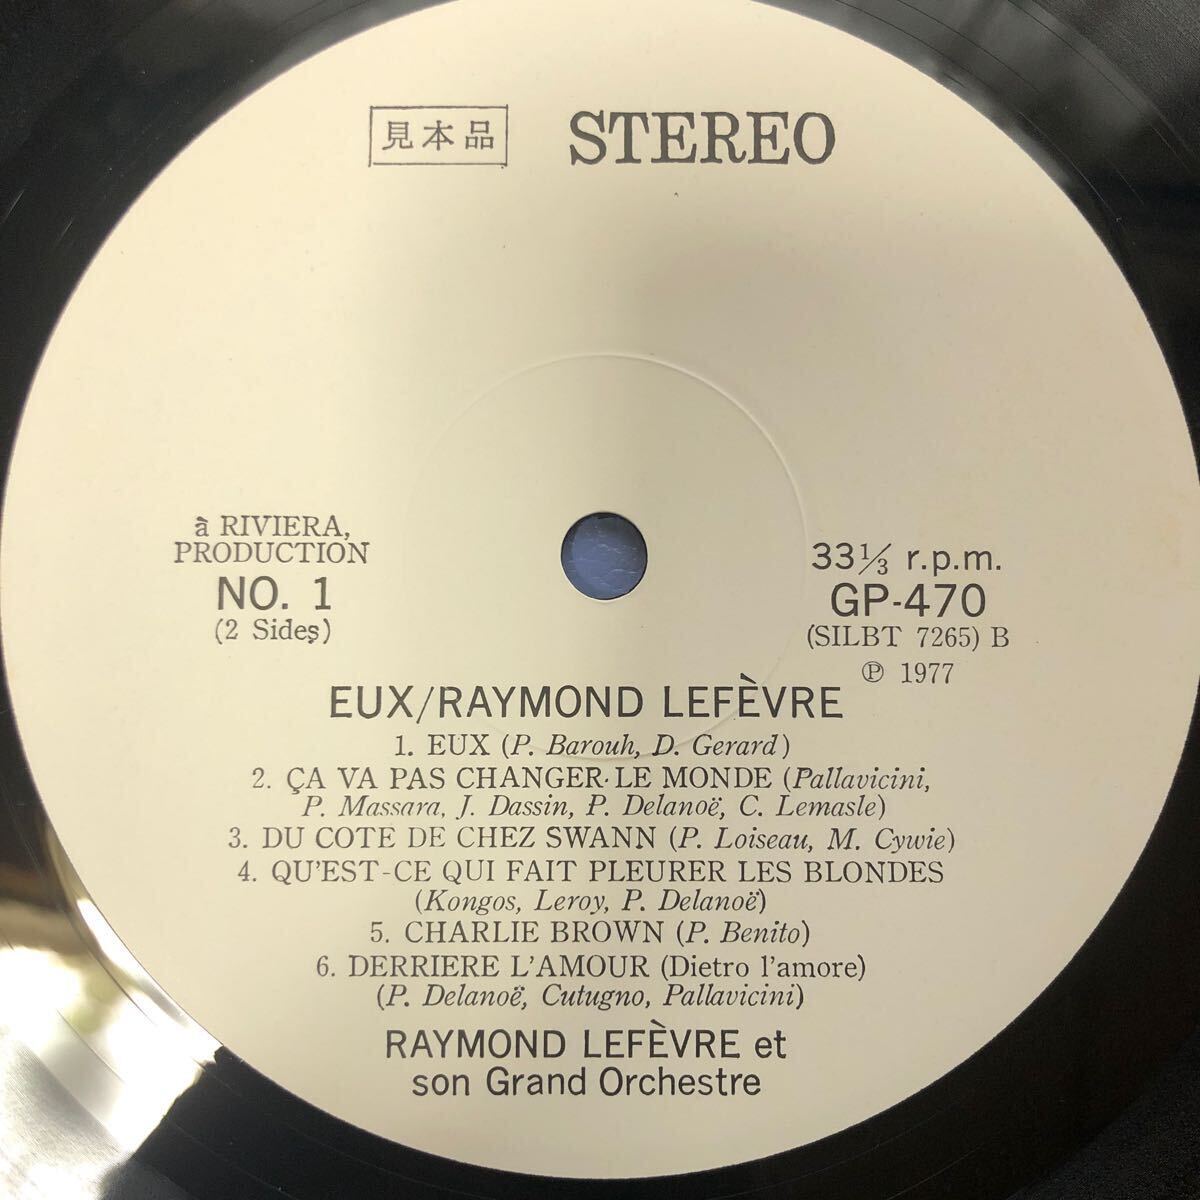 見本品 STEREO
à RIVIERA,
PRODUCTION
NO. 1
(2 Sides)
33⅓ r.p.m.
GP-470
(SILBT 7265) B
℗ 1977
EUX/RAYMOND LEFÈVRE
1. EUX (P. Barouh, D. Gerard)
2. ÇA VA PAS CHANGER·LE MONDE (Pallavicini,
P. Massara, J. Dassin, P. Delanoë, C. Lemasle)
3. DU COTE DE CHEZ SWANN (P. Loiseau, M. Cywie)
4. QU'EST-CE QUI FAIT PLEURER LES BLONDES
(Kongos, Leroy, P. Delanoë)
5. CHARLIE BROWN (P. Benito)
6. DERRIERE L'AMOUR (Dietro l'amore)
(P. Delanoë, Cutugno, Pallavicini)
RAYMOND LEFÈVRE et
son Grand Orchestre